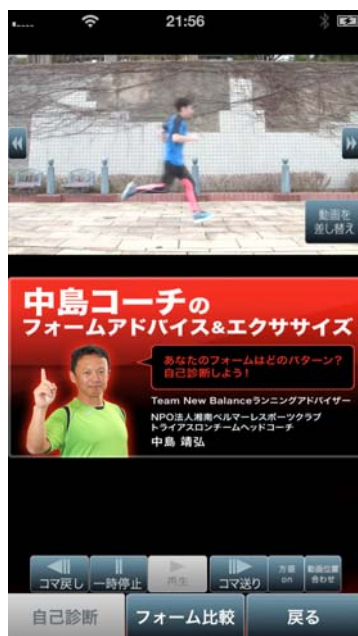 21:56
動画を
差し替え
中島コーチの
フォームアドバイス&エクササイズ
あなたのフォームはどのパターン?
自己診断しよう!
Team New Balanceランニングアドバイザー
NPO法人湘南ベルマーレスポーツクラブ
トライアスロンチームヘッドコーチ
中島 靖弘
コマ戻し 一時停止 再生 コマ送り 方眼 on 動画位置 合わせ
自己診断 フォーム比較 戻る